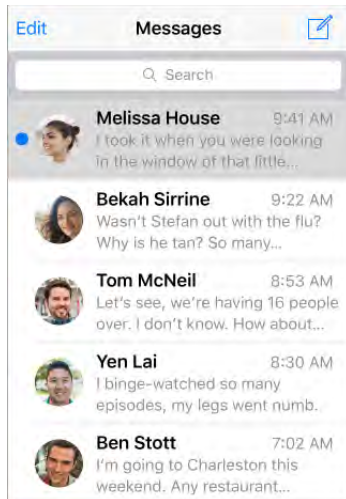 Edit Messages
Search
Melissa House 9:41 AM
I took it when you were looking
in the window of that little...
Bekah Sirrine 9:22 AM
Wasn't Stefan out with the flu?
Why is he tan? So many...
Tom McNeil 8:53 AM
Let's see, we're having 16 people
over. I don't know. How about...
Yen Lai 8:30 AM
I binge-watched so many
episodes, my legs went numb.
Ben Stott 7:02 AM
I'm going to Charleston this
weekend. Any restaurant...